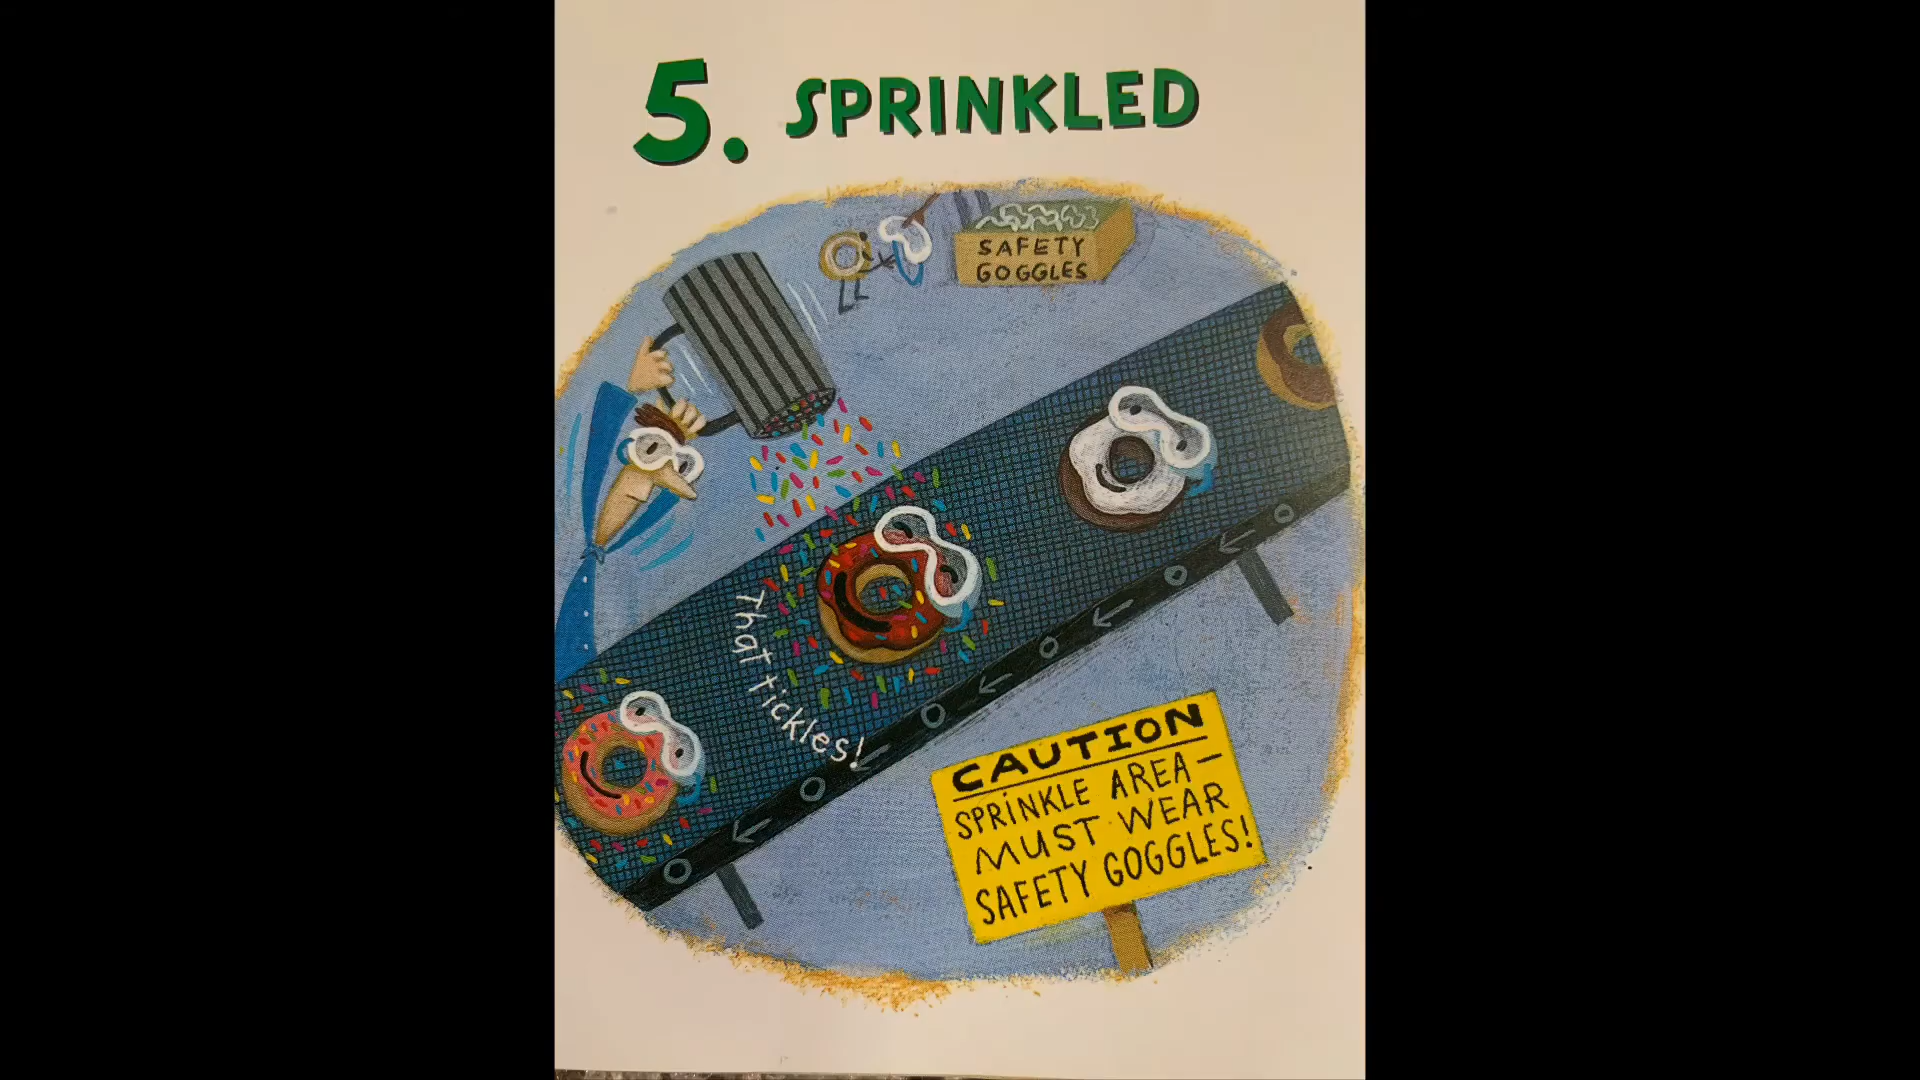 5. SPRINKLED
SAFETY
GOGGLES
That tickles!
CAUTION
SPRINKLE AREA—
MUST WEAR
SAFETY GOGGLES!